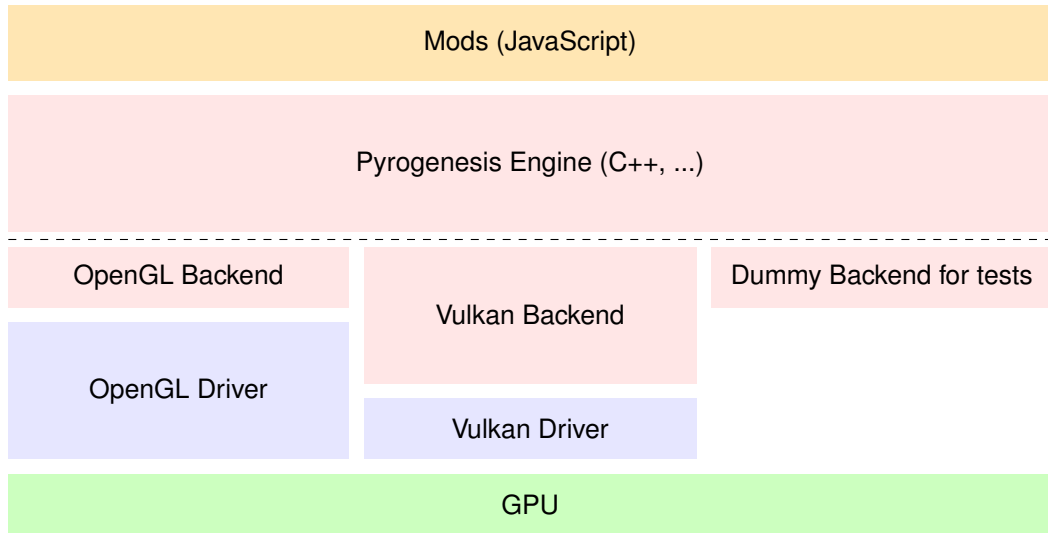 Mods (JavaScript)
Pyrogenesis Engine (C++, ...)
OpenGL Backend
Vulkan Backend
Dummy Backend for tests
OpenGL Driver
Vulkan Driver
GPU